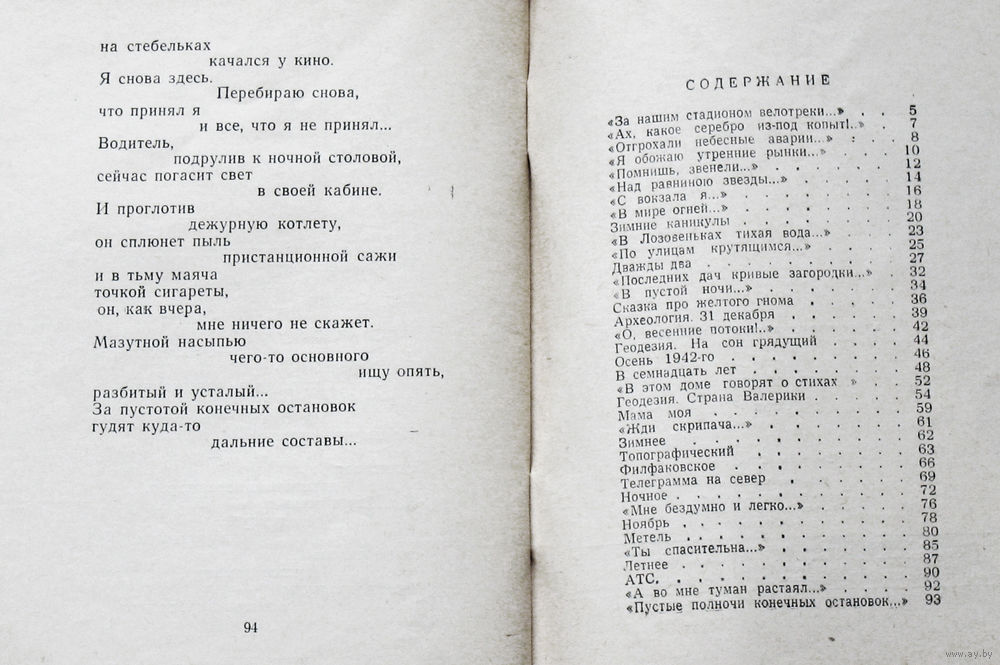 на стебельках
качался у кино.
Я снова здесь.
Перебираю снова,
что принял я
и все, что я не принял...
Водитель,
подрулив к ночной столовой,
сейчас погасит свет
в своей кабине.
И проглотив
дежурную котлету,
он сплюнет пыль
пристанционной сажи
и в тьму маяча
точкой сигареты,
он, как вчера,
мне ничего не скажет.
Мазутной насыпью
чего-то основного
ищу опять,
разбитый и усталый...
За пустотой конечных остановок
гудят куда-то
дальние составы...
94
СОДЕРЖАНИЕ
«За нашим стадионом велотреки...» . . 5
«Ах, какое серебро из-под копыт!..» . 7
«Отгрохали небесные аварии...» . . . 8
«Я обожаю утренние рынки...» . . . . 10
«Помнишь, звенели...» . . . . . . 12
«Над равниною звезды...» . . . . . 14
«С вокзала я...» . . . . . . . . 16
«В мире огней...» . . . . . . . . 18
Зимние каникулы . . . . . . . . 20
«В Лозовеньках тихая вода...» . . . . 23
«По улицам крутящимся...» . . . . . 25
Дважды два . . . . . . . . . 27
«Последних дач кривые загородки...» . 32
«В пустой ночи...» . . . . . . . 34
Сказка про желтого гнома . . . . . 36
Археология. 31 декабря . . . . . . 39
«О, весенние потоки!..» . . . . . . 42
Геодезия. На сон грядущий . . . . . 44
Осень 1942-го . . . . . . . . . 46
В семнадцать лет . . . . . . . . 48
«В этом доме говорят о стихах » . . . 52
Геодезия. Страна Валерики . . . . . 54
Мама моя . . . . . . . . . 59
«Жди скрипача...» . . . . . . . 61
Зимнее . . . . . . . . . . 62
Топографический . . . . . . . . 63
Филфаковское . . . . . . . . . 66
Телеграмма на север . . . . . . 69
Ночное . . . . . . . . . . . 72
«Мне бездумно и легко...» . . . . . 76
Ноябрь . . . . . . . . . . 78
Метель . . . . . . . . . . 80
«Ты спасительна...» . . . . . . . 85
Летнее . . . . . . . . . . 87
АТС. . . . . . . . . . . . 90
«А во мне туман растаял...» . . . . 92
«Пустые полночи конечных остановок...» 93
www.ay.by